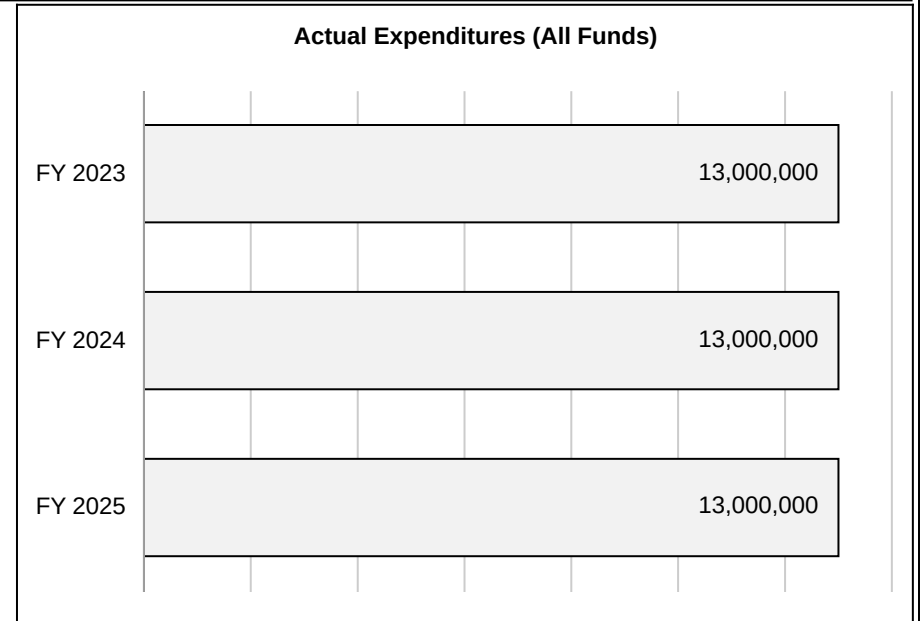 Actual Expenditures (All Funds)
FY 2023 13,000,000
FY 2024 13,000,000
FY 2025 13,000,000